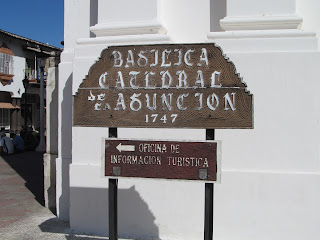 BASILICA
CATEDRAL
de LA ASUNCION
1747
OFICINA DE
INFORMACION TURISTICA